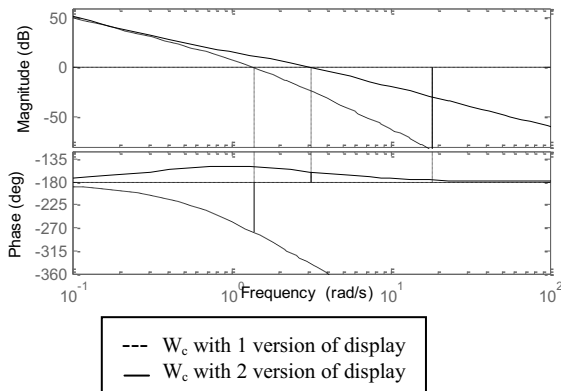 50
0
-50
Magnitude (dB)
-135
-180
-225
-270
-315
-360
Phase (deg)
10^-1
10^0
10^1
10^2
Frequency (rad/s)
W_c with 1 version of display
W_c with 2 version of display